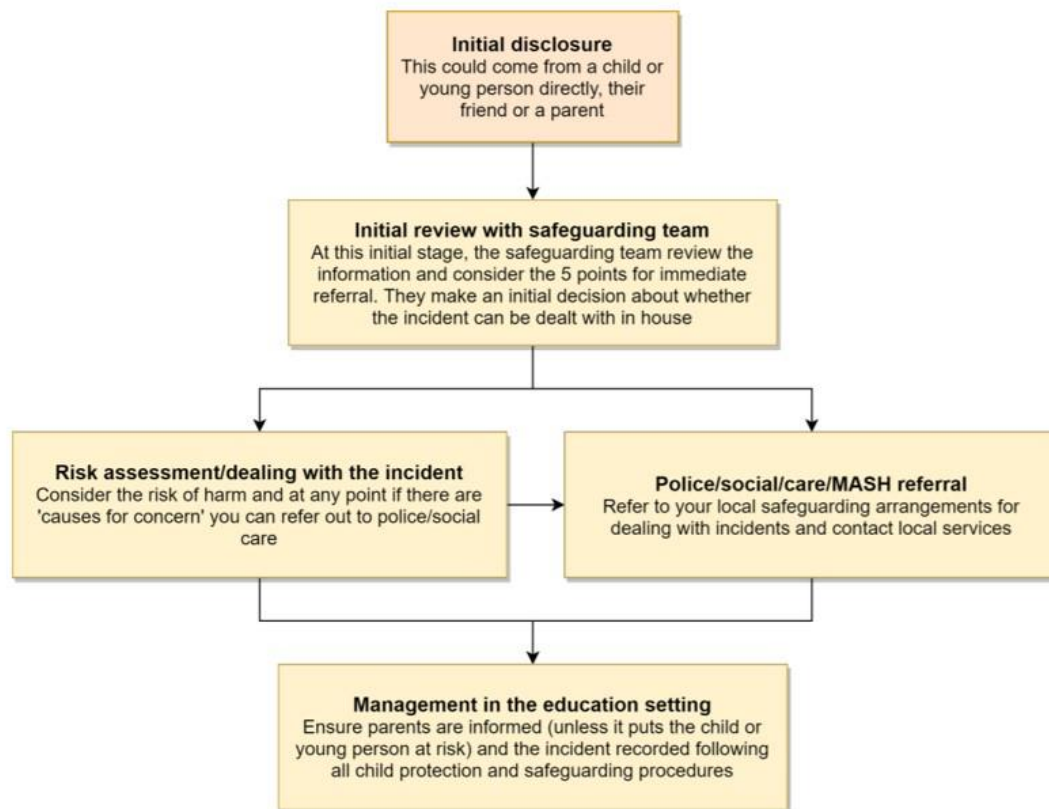 Initial disclosure
This could come from a child or
young person directly, their
friend or a parent
Initial review with safeguarding team
At this initial stage, the safeguarding team review the
information and consider the 5 points for immediate
referral. They make an initial decision about whether
the incident can be dealt with in house
Risk assessment/dealing with the incident
Consider the risk of harm and at any point if there are
'causes for concern' you can refer out to police/social
care
Police/social/care/MASH referral
Refer to your local safeguarding arrangements for
dealing with incidents and contact local services
Management in the education setting
Ensure parents are informed (unless it puts the child or
young person at risk) and the incident recorded following
all child protection and safeguarding procedures